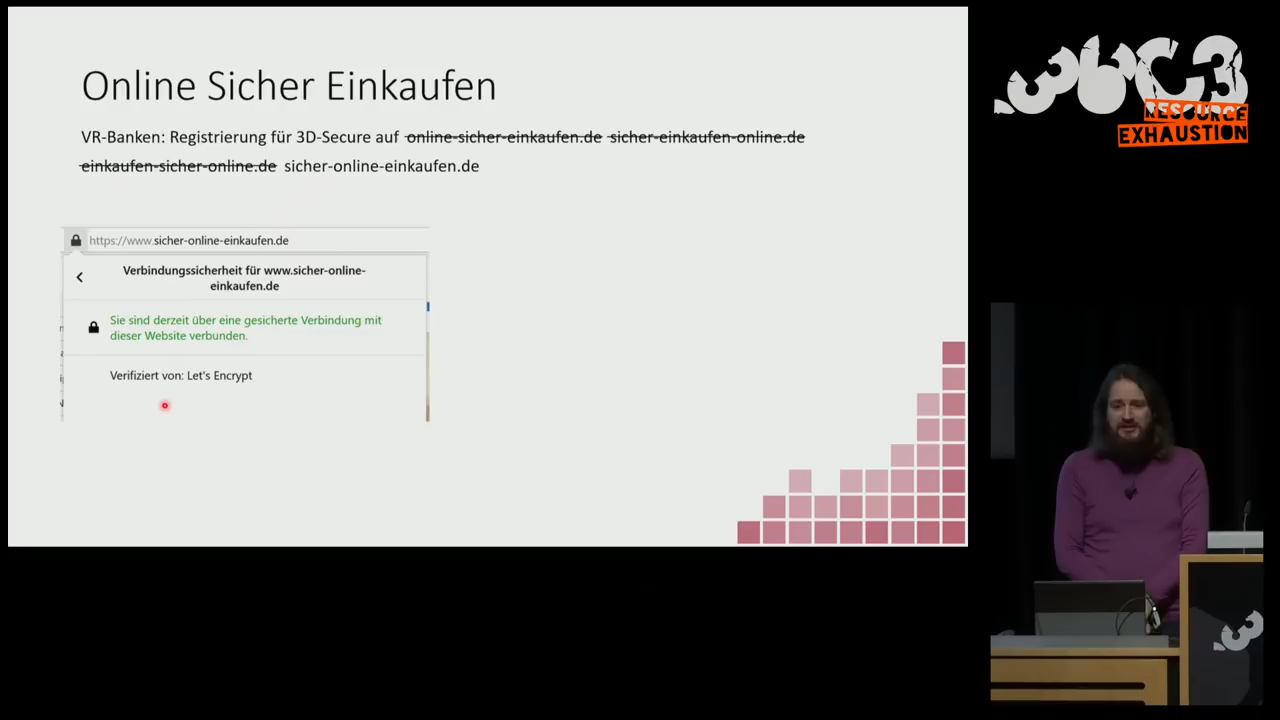 Online Sicher Einkaufen
VR-Banken: Registrierung für 3D-Secure auf online-sicher-einkaufen.de sicher-einkaufen-online.de
einkaufen-sicher-online.de sicher-online-einkaufen.de
https://www.sicher-online-einkaufen.de
Verbindungssicherheit für www.sicher-online-
einkaufen.de
Sie sind derzeit über eine gesicherte Verbindung mit
dieser Website verbunden.
Verifiziert von: Let's Encrypt
36C3
RESOURCE
EXHAUSTION